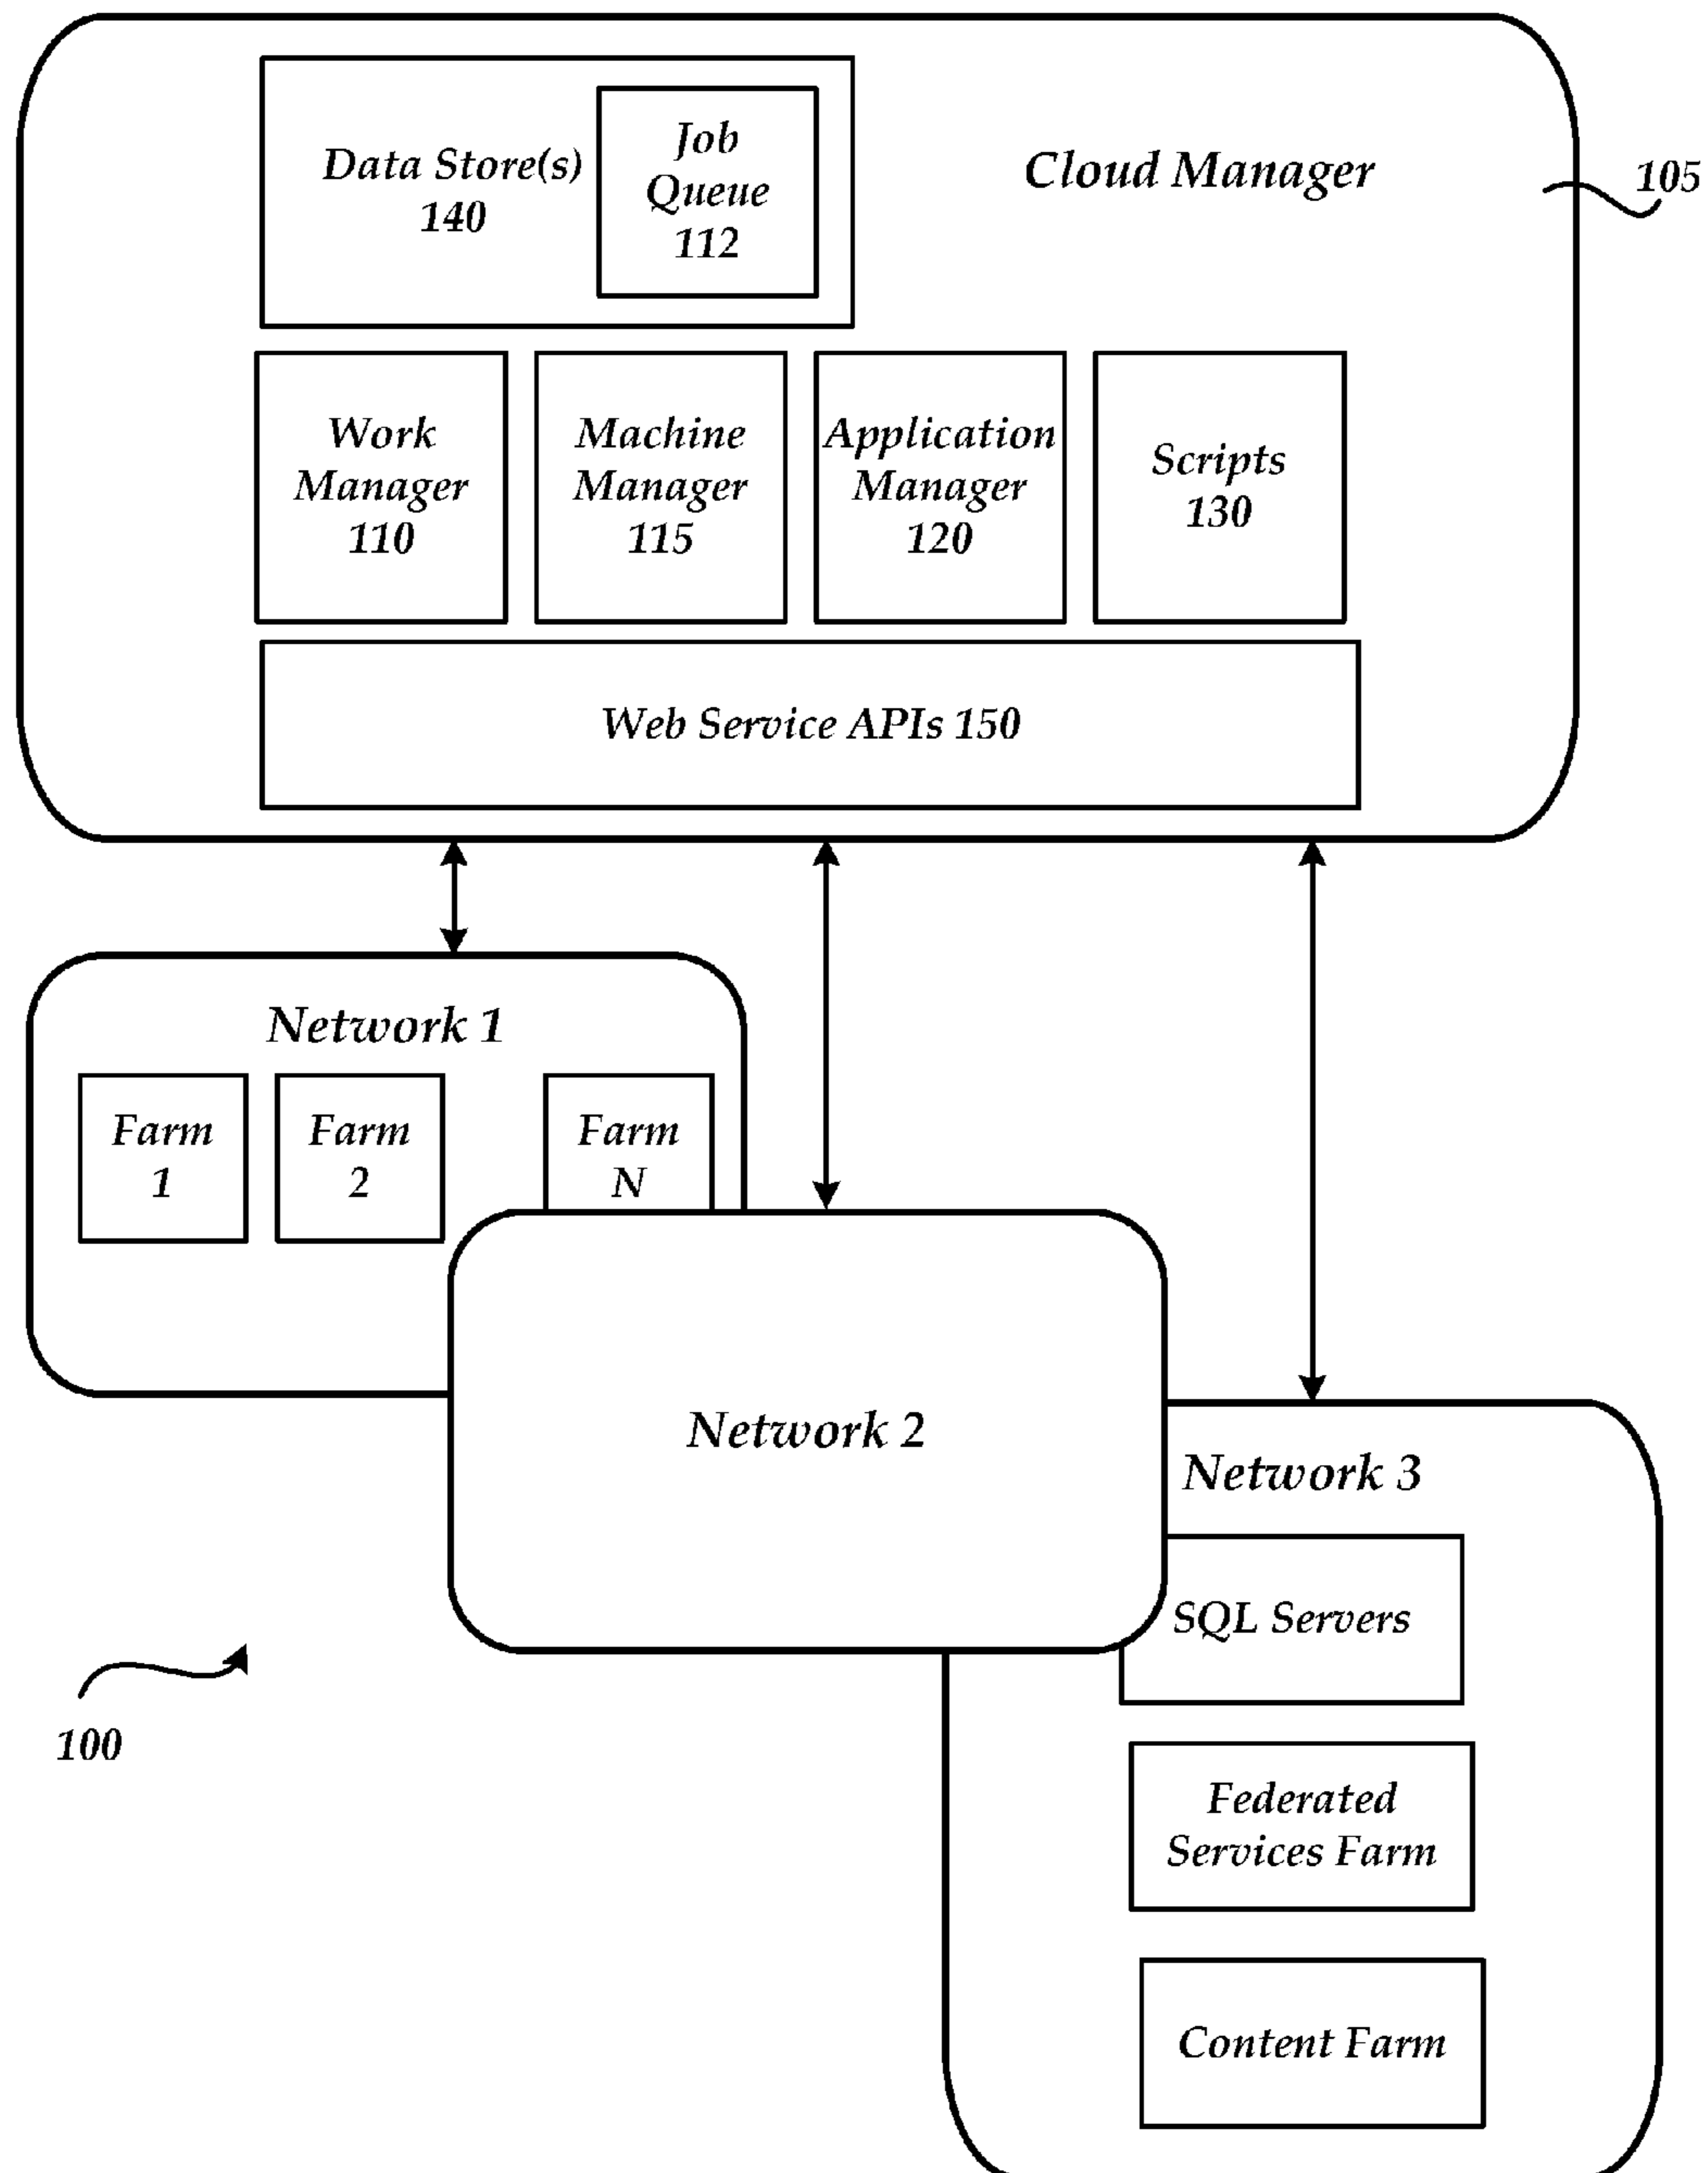 Data Store(s)
140
Job
Queue
112
Cloud Manager
105
Work
Manager
110
Machine
Manager
115
Application
Manager
120
Scripts
130
Web Service APIs 150
Network 1
Farm
1
Farm
2
Farm
N
Network 2
Network 3
SQL Servers
Federated
Services Farm
Content Farm
100